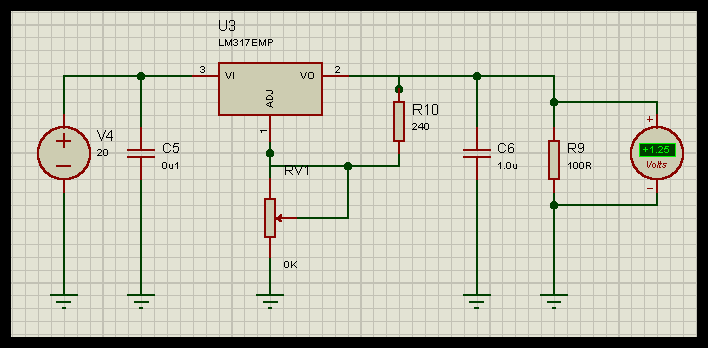 U3
LM317EMP
3 VI VO 2
ADJ
1
R10
240
V4
20
C5
0u1
C6
1.0u
R9
100R
+
+1.25
Volts
-
RV1
0K